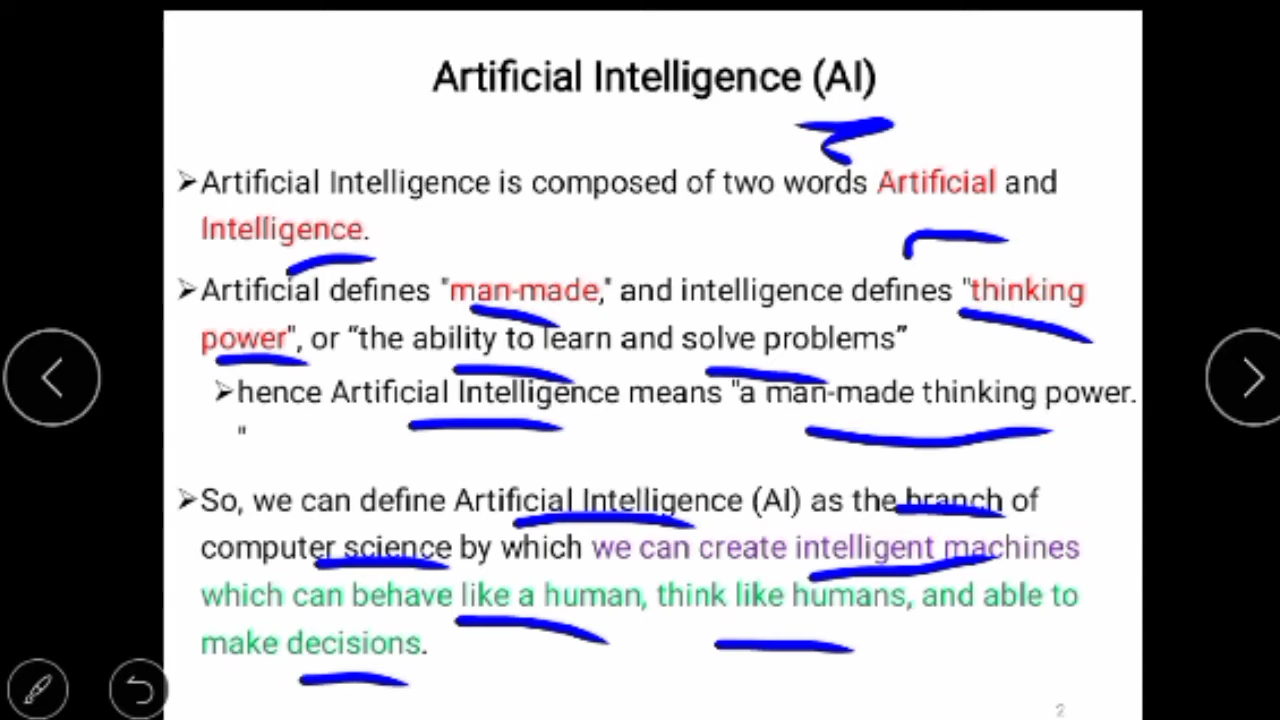 Artificial Intelligence (AI)
➢Artificial Intelligence is composed of two words Artificial and
Intelligence.
➢Artificial defines "man-made," and intelligence defines "thinking
power", or “the ability to learn and solve problems”
➢hence Artificial Intelligence means "a man-made thinking power.
"
➢So, we can define Artificial Intelligence (AI) as the branch of
computer science by which we can create intelligent machines
which can behave like a human, think like humans, and able to
make decisions.
2